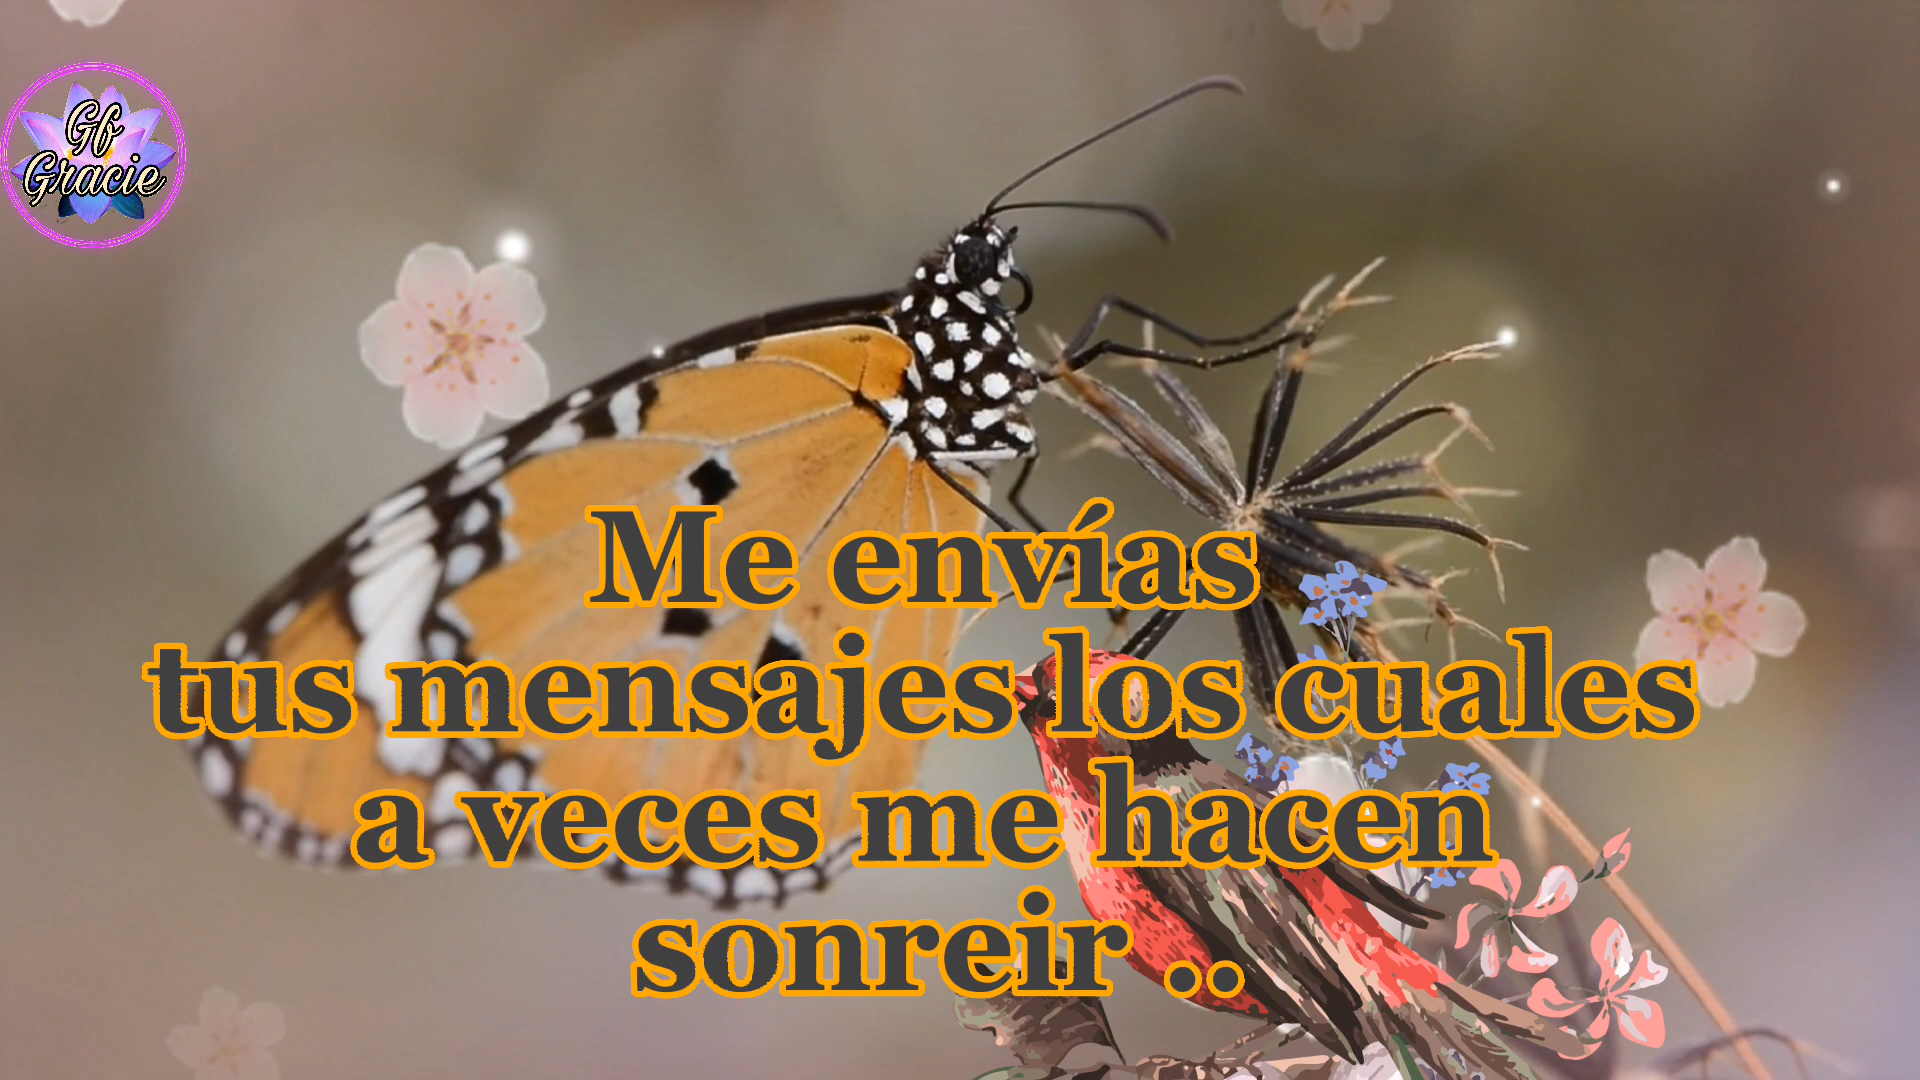 Gf
Gracie
Me envías
tus mensajes los cuales
a veces me hacen
sonreir ..